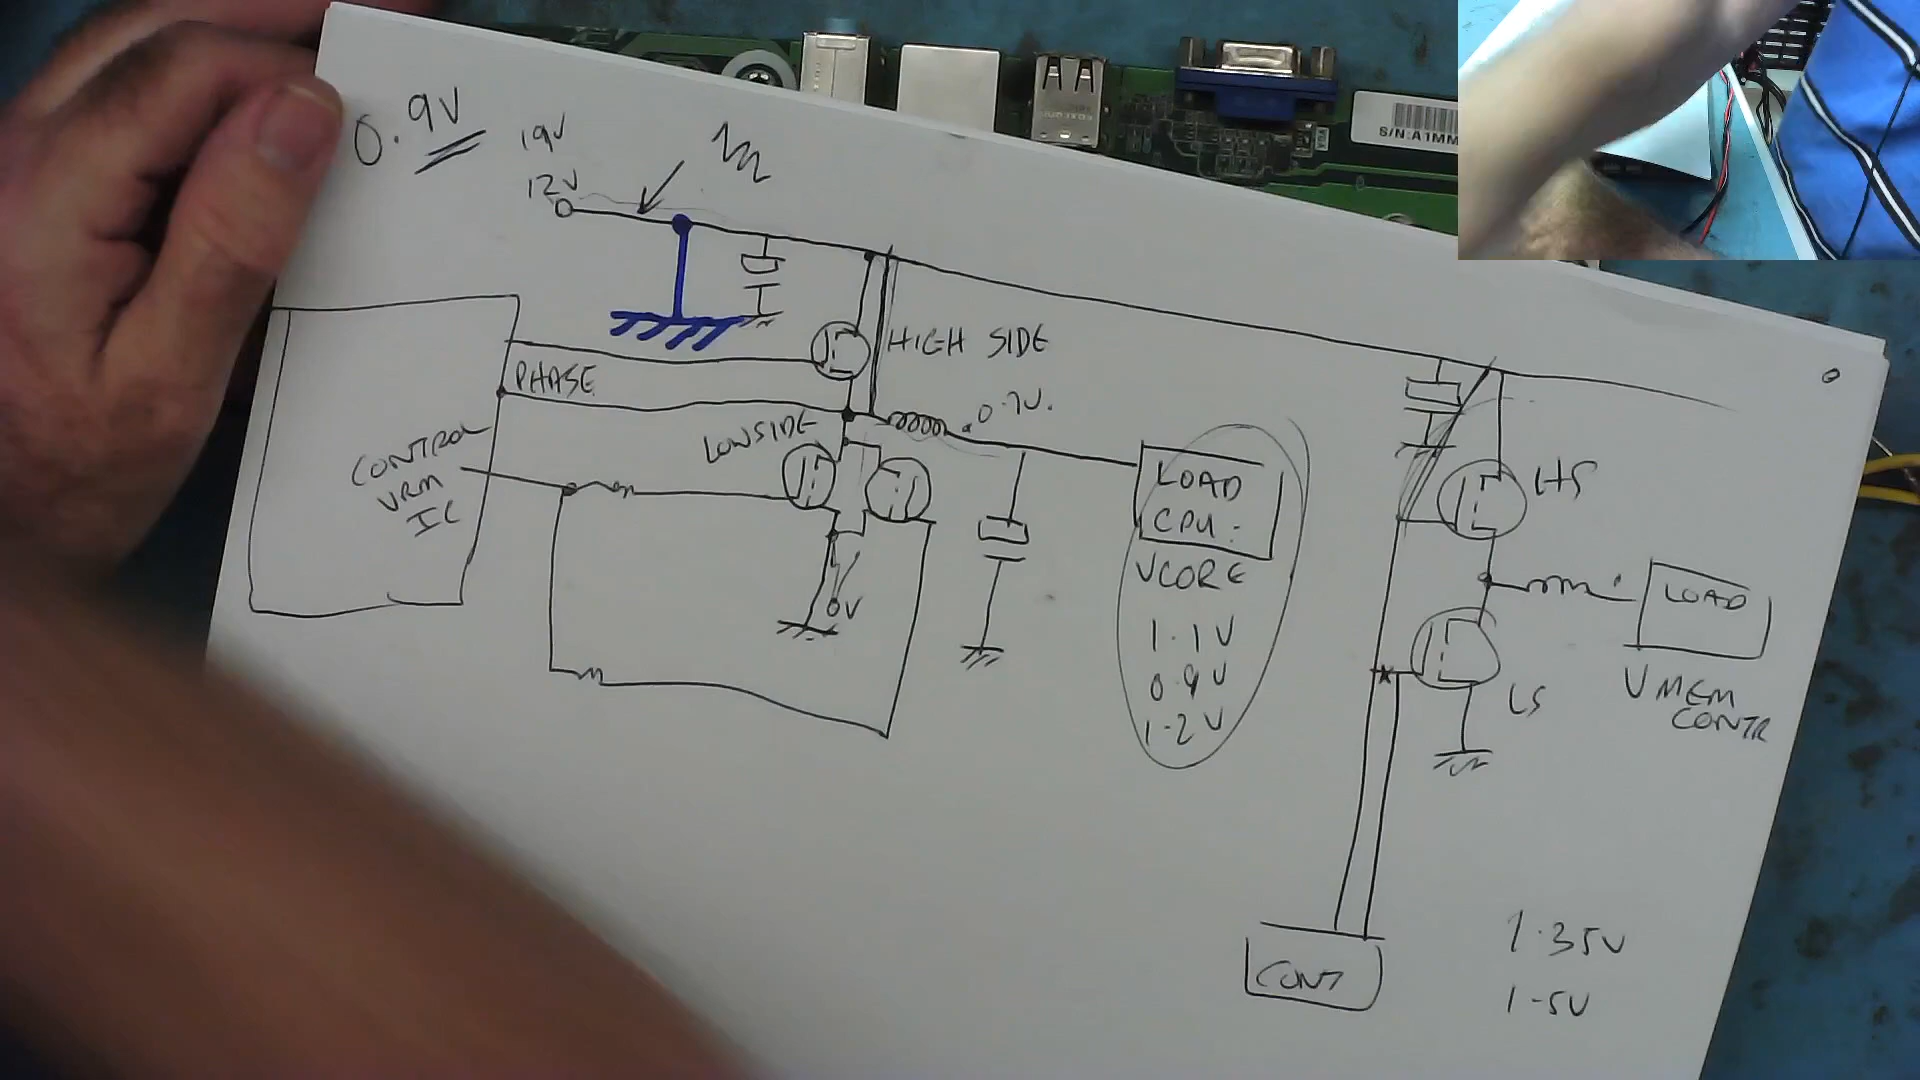 0.9V
19V
12V
HIGH SIDE
PHASE
0.9V.
LOWSIDE
CONTROL
VRM
IC
0V
LOAD
CPU:
VCORE
1.1V
0.9V
1.2V
HS
LOAD
LS
VMEM
CONTR
CONT
1.35V
1.5V
S/N:A1MM